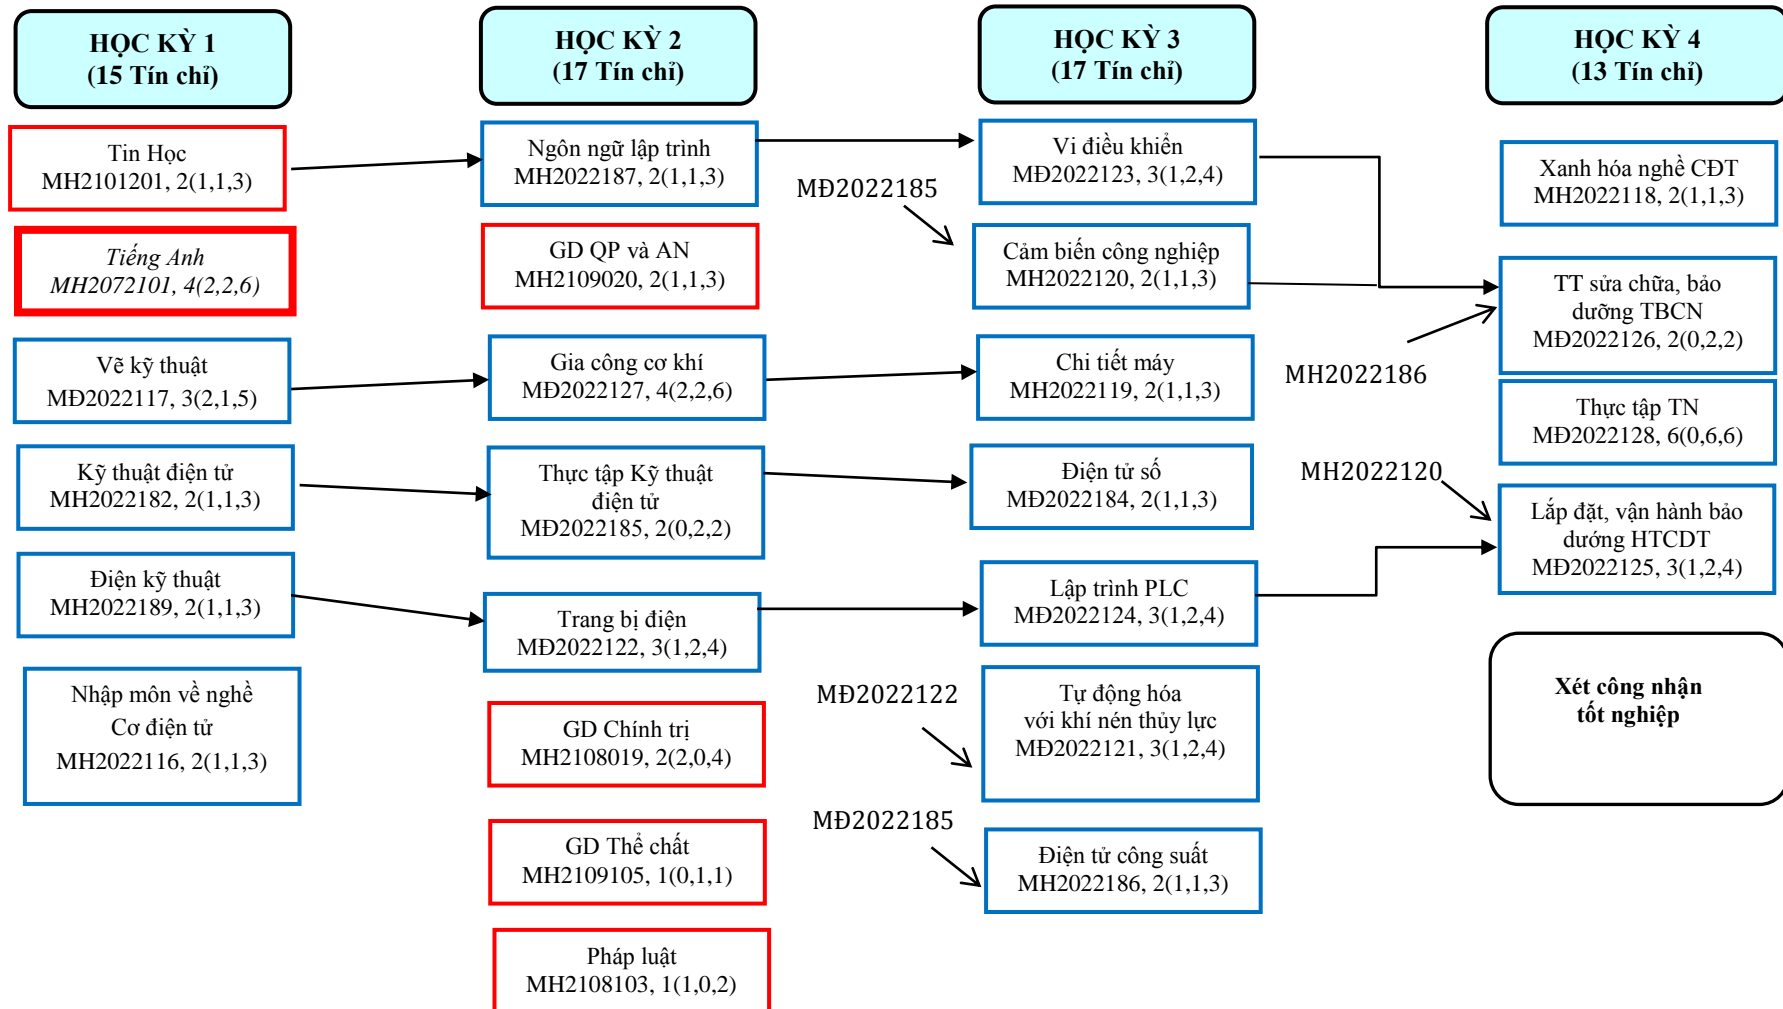 HỌC KỲ 1
(15 Tín chỉ)
Tin Học
MH2101201, 2(1,1,3)
Tiếng Anh
MH2072101, 4(2,2,6)
Vẽ kỹ thuật
MĐ2022117, 3(2,1,5)
Kỹ thuật điện tử
MH2022182, 2(1,1,3)
Điện kỹ thuật
MH2022189, 2(1,1,3)
Nhập môn về nghề
Cơ điện tử
MH2022116, 2(1,1,3)
HỌC KỲ 2
(17 Tín chỉ)
Ngôn ngữ lập trình
MH2022187, 2(1,1,3)
GD QP và AN
MH2109020, 2(1,1,3)
Gia công cơ khí
MĐ2022127, 4(2,2,6)
Thực tập Kỹ thuật
điện tử
MĐ2022185, 2(0,2,2)
Trang bị điện
MĐ2022122, 3(1,2,4)
GD Chính trị
MH2108019, 2(2,0,4)
GD Thể chất
MH2109105, 1(0,1,1)
Pháp luật
MH2108103, 1(1,0,2)
MĐ2022185
MĐ2022122
MĐ2022185
HỌC KỲ 3
(17 Tín chỉ)
Vi điều khiển
MĐ2022123, 3(1,2,4)
Cảm biến công nghiệp
MH2022120, 2(1,1,3)
Chi tiết máy
MH2022119, 2(1,1,3)
Điện tử số
MĐ2022184, 2(1,1,3)
Lập trình PLC
MĐ2022124, 3(1,2,4)
Tự động hóa
với khí nén thủy lực
MĐ2022121, 3(1,2,4)
Điện tử công suất
MH2022186, 2(1,1,3)
MH2022186
MH2022120
HỌC KỲ 4
(13 Tín chỉ)
Xanh hóa nghề CĐT
MH2022118, 2(1,1,3)
TT sửa chữa, bảo
dưỡng TBCN
MĐ2022126, 2(0,2,2)
Thực tập TN
MĐ2022128, 6(0,6,6)
Lắp đặt, vận hành bảo
dướng HTCDT
MĐ2022125, 3(1,2,4)
Xét công nhận
tốt nghiệp